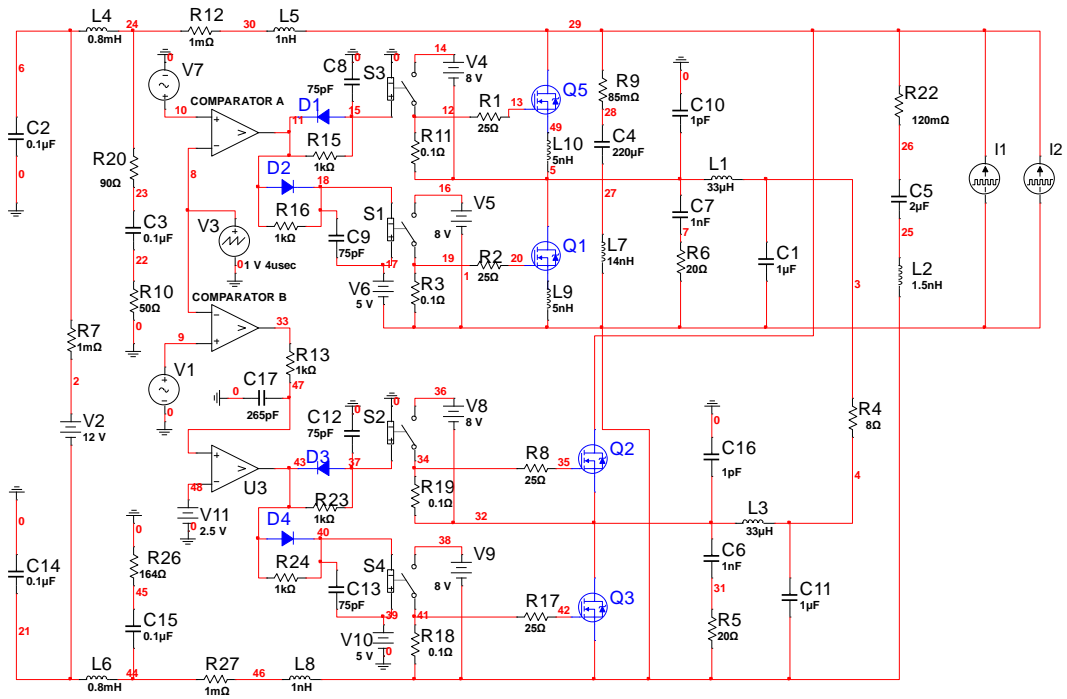 L4
24
R12
30
L5
29
0.8mH
1mΩ
1nH
6
0
V7
0
C8
S3
0
14
V4
75pF
8 V
R9
85mΩ
0
R22
120mΩ
I1
I2
C2
0.1µF
10
COMPARATOR A
D1
11
15
12
R1
13
25Ω
Q5
28
C10
1pF
C4
220µF
26
R20
90Ω
R15
1kΩ
R11
0.1Ω
49
L10
5nH
5
0
8
D2
18
16
V5
L1
33µH
C5
2µF
23
C3
0.1µF
V3
R16
1kΩ
C9
75pF
S1
8 V
27
C7
1nF
25
22
0
1 V 4usec
17
19
1
R2
20
25Ω
Q1
L7
14nH
7
R6
20Ω
C1
1µF
3
L2
1.5nH
R10
50Ω
COMPARATOR B
V6
5 V
R3
0.1Ω
L9
5nH
0
33
R7
1mΩ
9
R13
1kΩ
2
V1
0
C17
0
265pF
47
C12
75pF
0
S2
0
36
V8
8 V
0
R4
8Ω
V2
12 V
43
D3
37
34
R8
35
25Ω
Q2
C16
1pF
4
U3
48
R23
1kΩ
R19
0.1Ω
V11
0
2.5 V
32
L3
33µH
0
0
D4
40
38
V9
C14
0.1µF
R26
164Ω
R24
1kΩ
C13
75pF
S4
8 V
C6
1nF
C11
1µF
45
39
41
R17
42
25Ω
Q3
31
21
C15
0.1µF
V10
5 V
0
R18
0.1Ω
R5
20Ω
L6
44
R27
46
L8
0.8mH
1mΩ
1nH